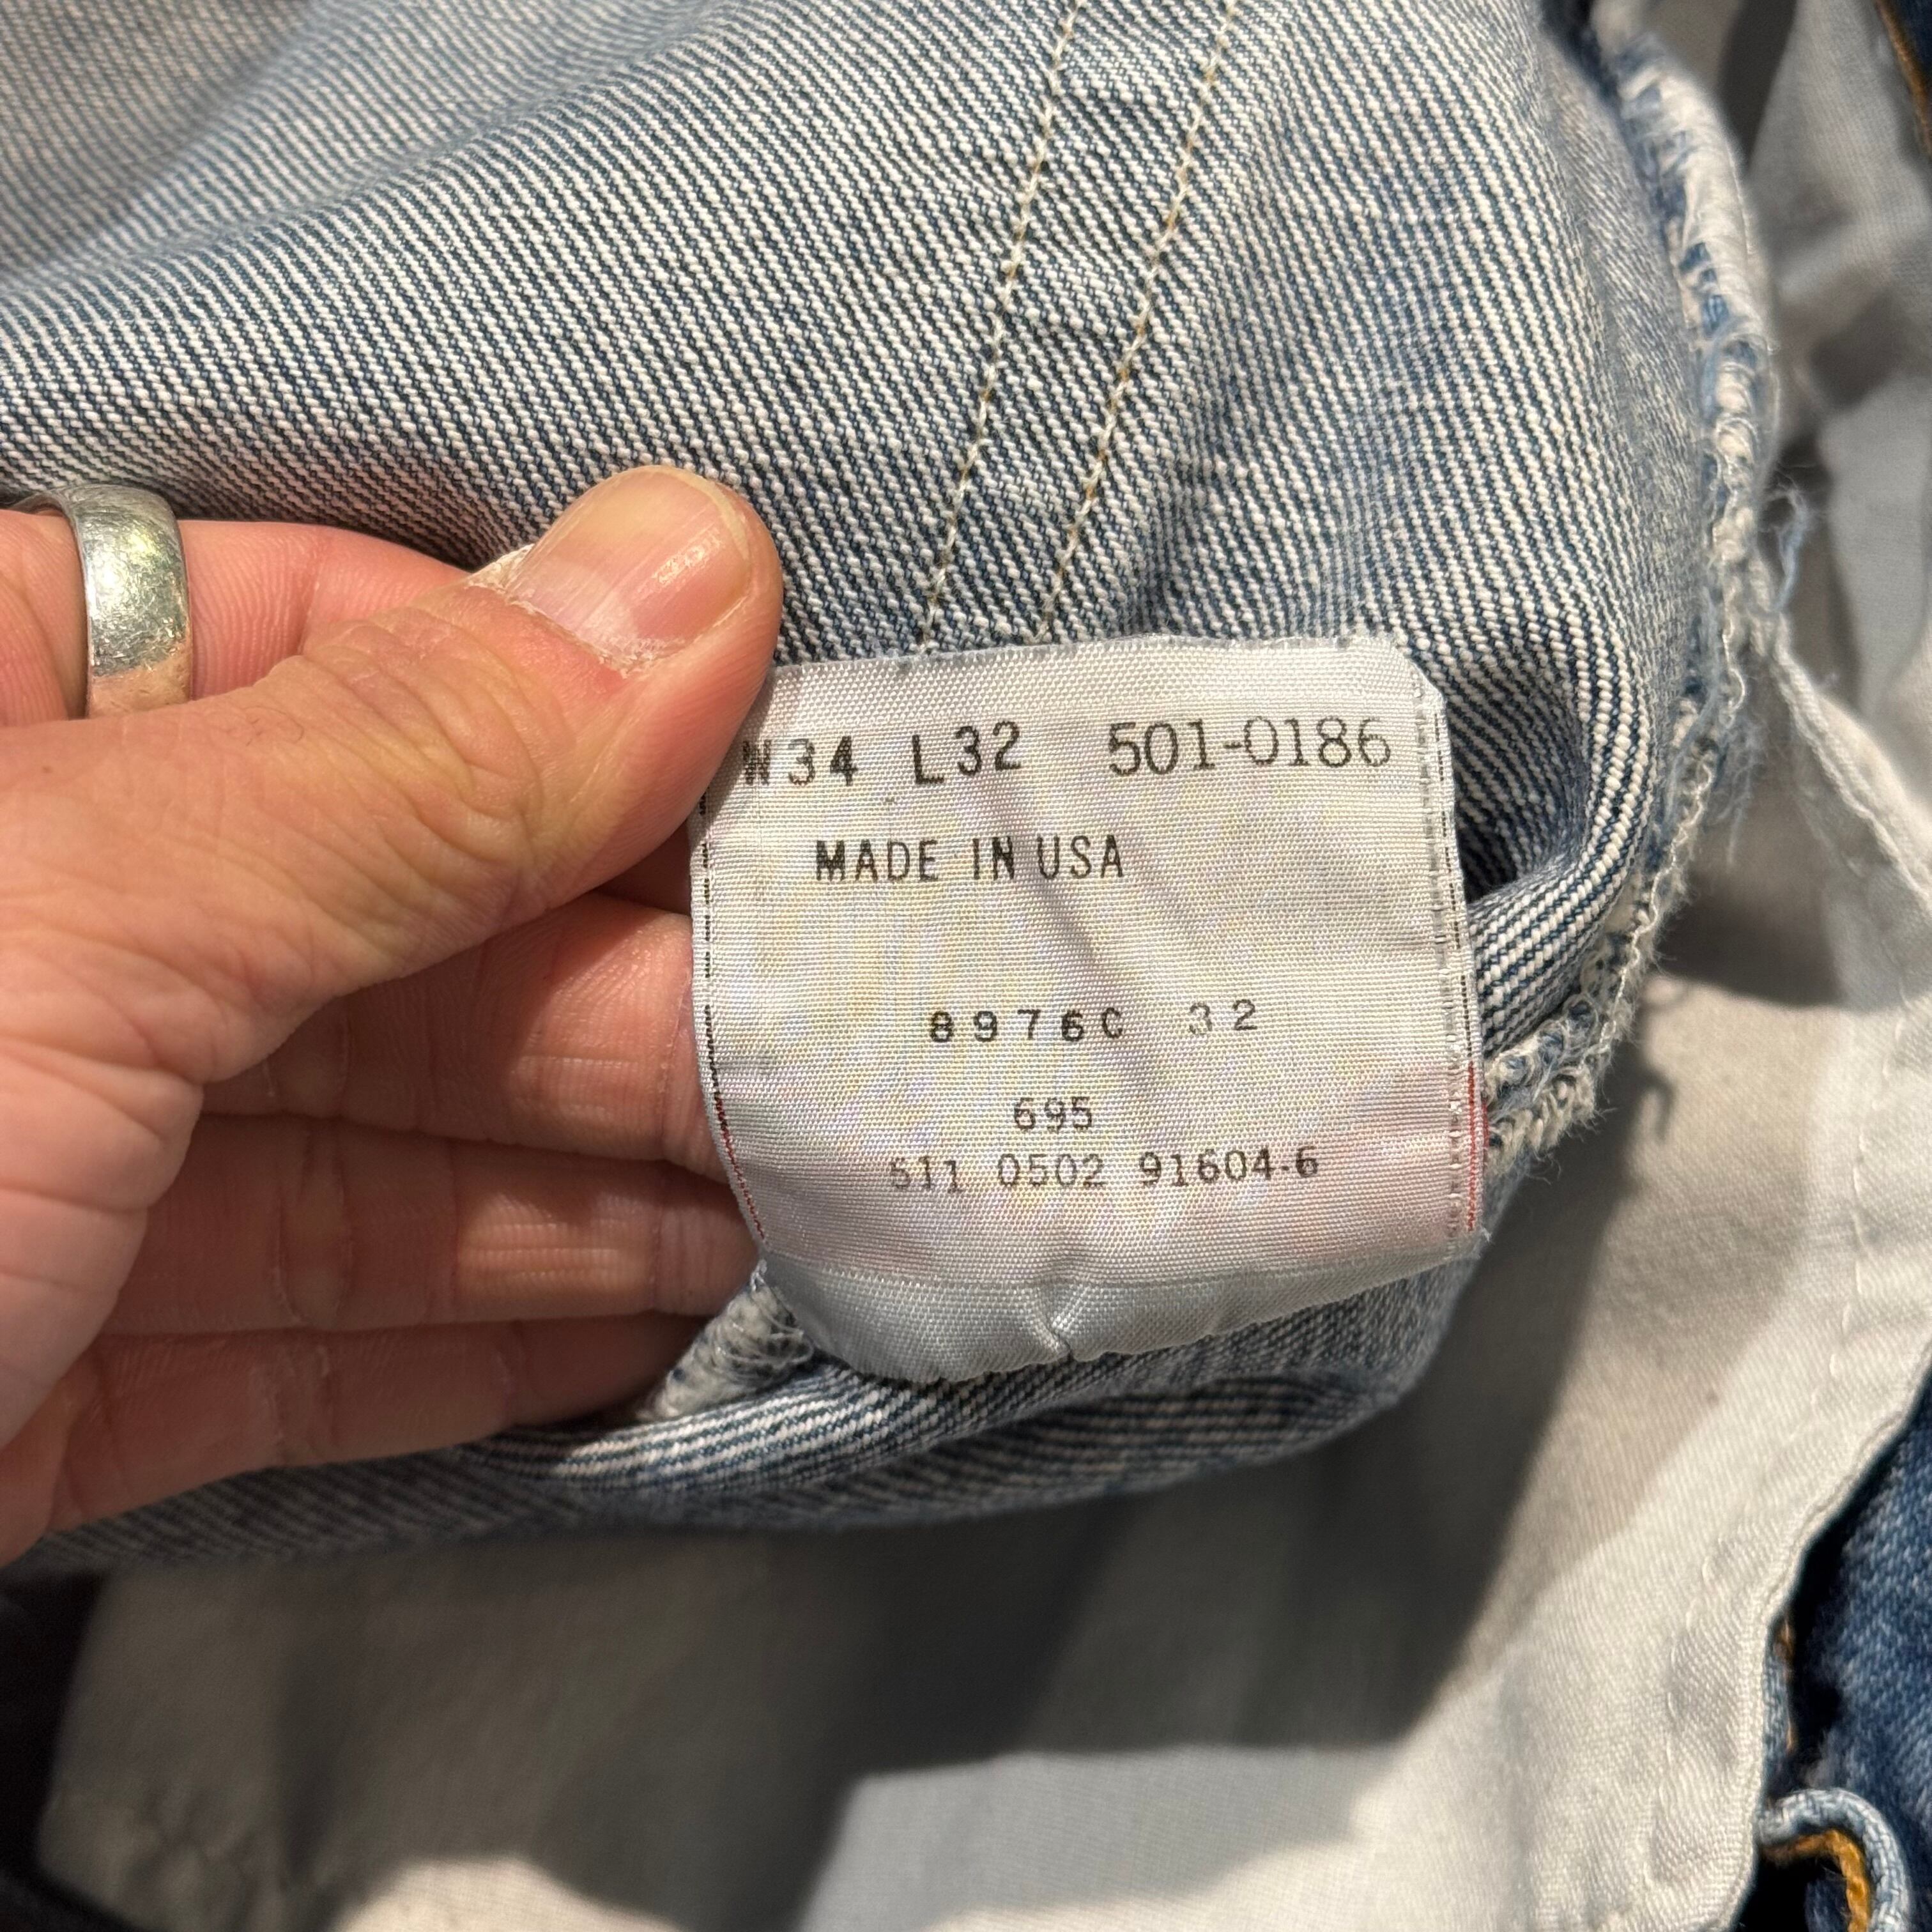 W34 L32 501-0186
MADE IN USA
8976C 32
695
511 0502 91604-6